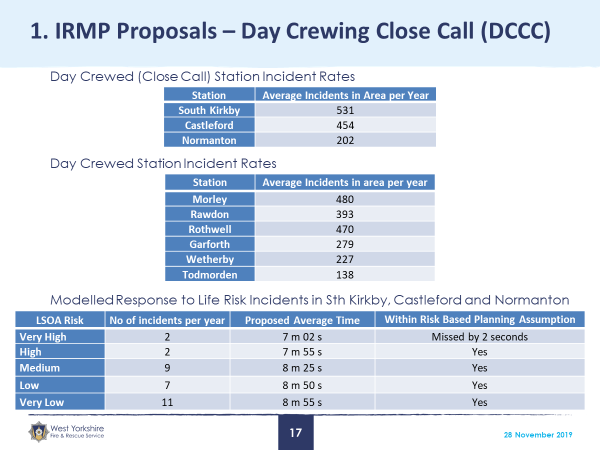 1. IRMP Proposals – Day Crewing Close Call (DCCC)
Day Crewed (Close Call) Station Incident Rates
Station Average Incidents in Area per Year
South Kirkby 531
Castleford 454
Normanton 202
Day Crewed Station Incident Rates
Station Average Incidents in area per year
Morley 480
Rawdon 393
Rothwell 470
Garforth 279
Wetherby 227
Todmorden 138
Modelled Response to Life Risk Incidents in Sth Kirkby, Castleford and Normanton
LSOA Risk No of incidents per year Proposed Average Time Within Risk Based Planning Assumption
Very High 2 7 m 02 s Missed by 2 seconds
High 2 7 m 55 s Yes
Medium 9 8 m 25 s Yes
Low 7 8 m 50 s Yes
Very Low 11 8 m 55 s Yes
West Yorkshire
Fire & Rescue Service
17
28 November 2019